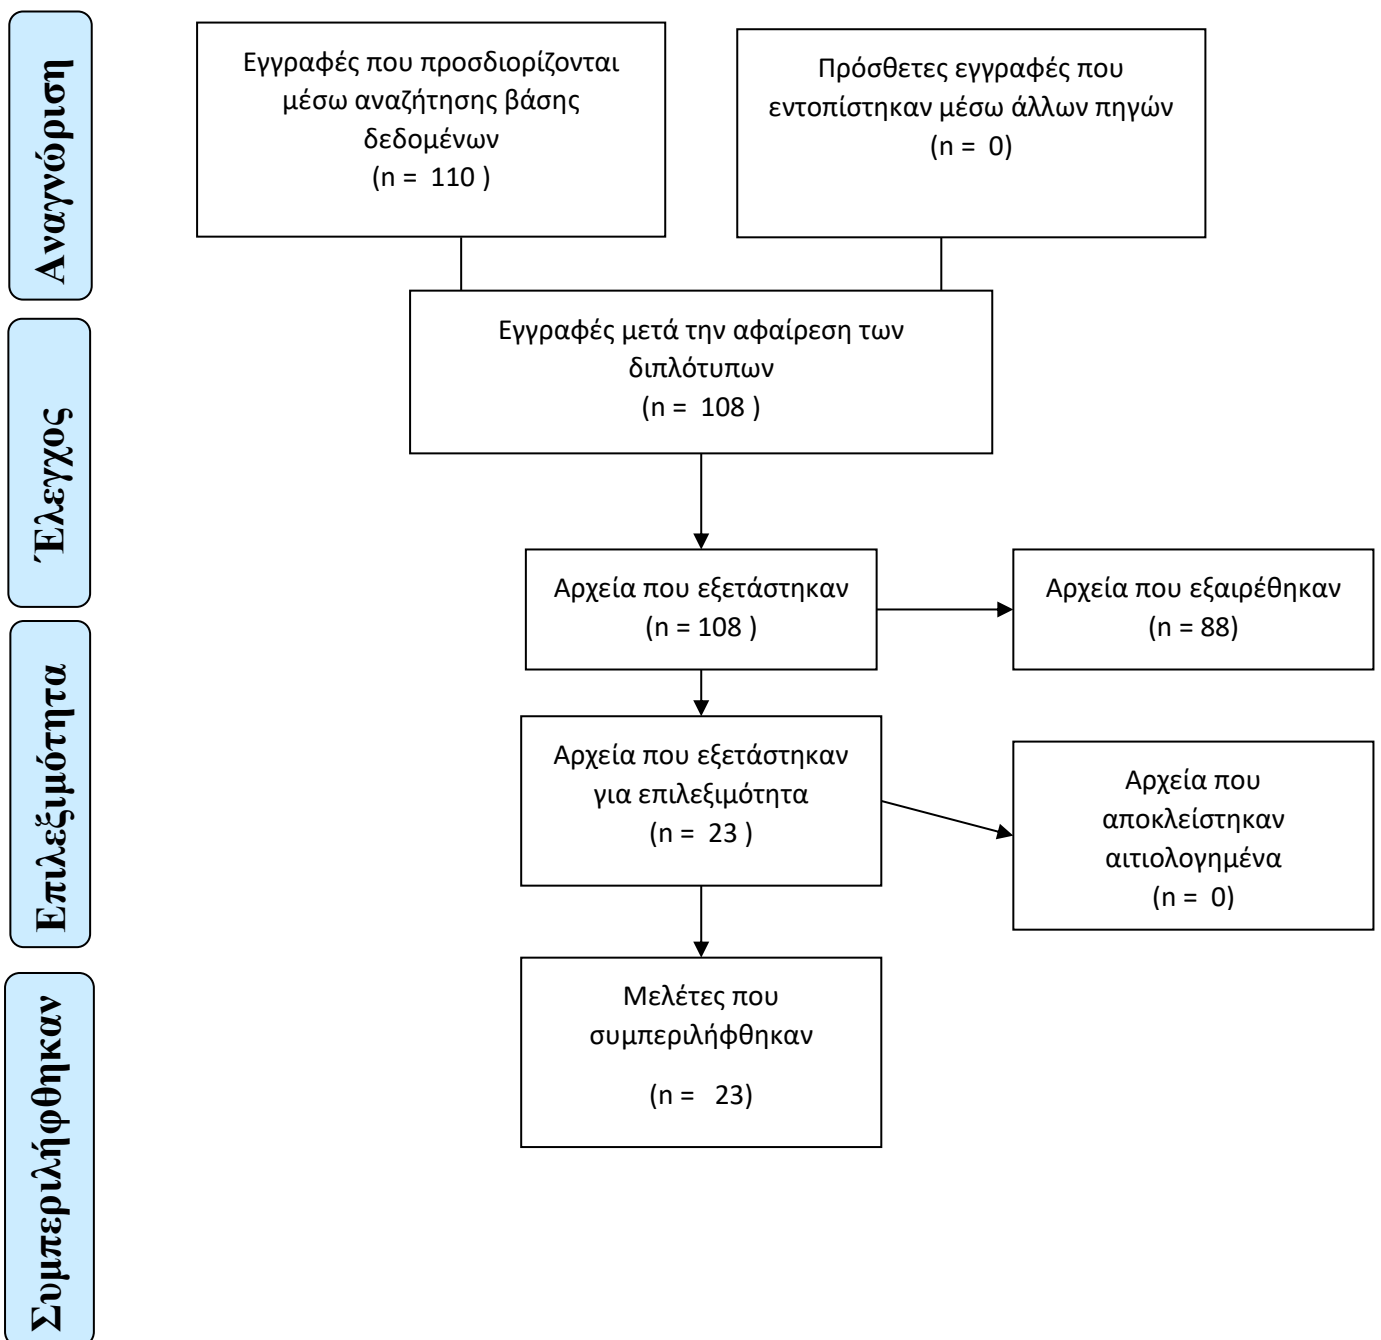 Αναγνώριση
Εγγραφές που προσδιορίζονται
μέσω αναζήτησης βάσης
δεδομένων
(n = 110 )
Πρόσθετες εγγραφές που
εντοπίστηκαν μέσω άλλων πηγών
(n = 0)
Εγγραφές μετά την αφαίρεση των
διπλότυπων
(n = 108 )
Έλεγχος
Αρχεία που εξετάστηκαν
(n = 108 )
Αρχεία που εξαιρέθηκαν
(n = 88)
Επιλεξιμότητα
Αρχεία που εξετάστηκαν
για επιλεξιμότητα
(n = 23 )
Αρχεία που
αποκλείστηκαν
αιτιολογημένα
(n = 0)
Συμπεριλήφθηκαν
Μελέτες που
συμπεριλήφθηκαν
(n = 23)